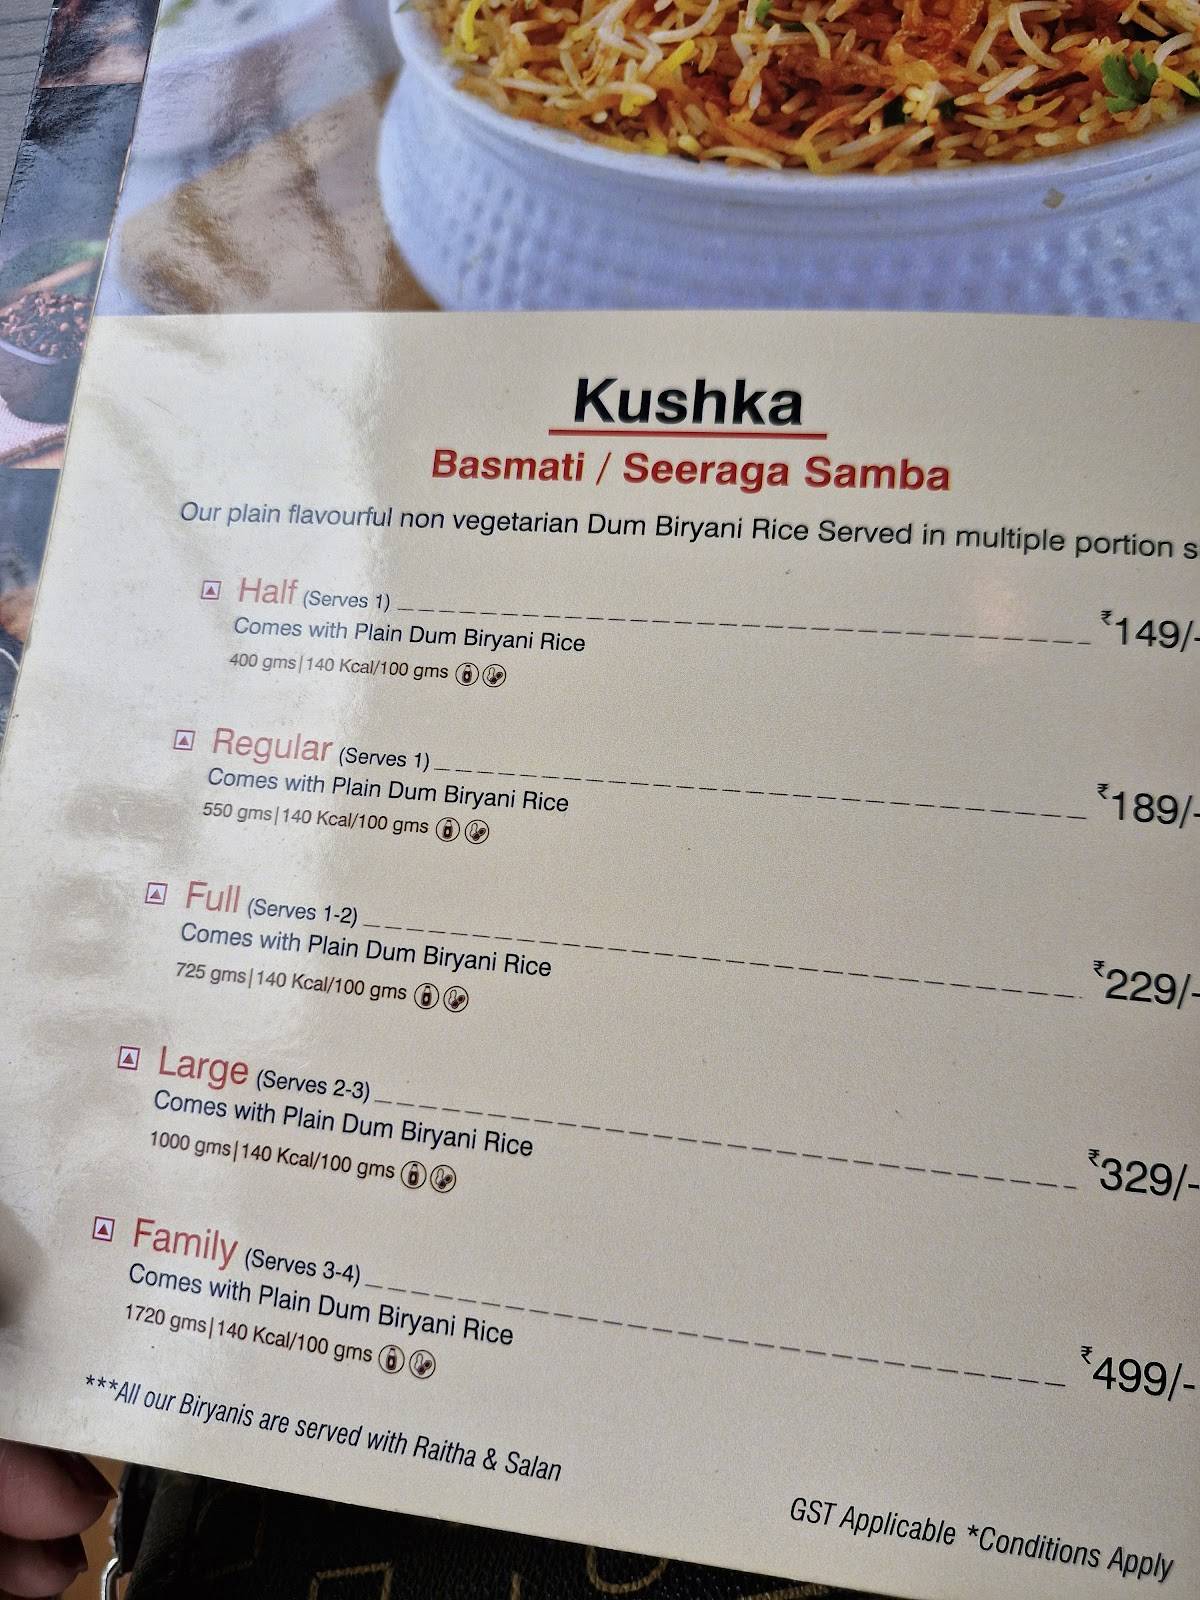 Kushka
Basmati / Seeraga Samba
Our plain flavourful non vegetarian Dum Biryani Rice Served in multiple portion s
Half (Serves 1) ₹149/-
Comes with Plain Dum Biryani Rice
400 gms|140 Kcal/100 gms
Regular (Serves 1) ₹189/-
Comes with Plain Dum Biryani Rice
550 gms|140 Kcal/100 gms
Full (Serves 1-2) ₹229/-
Comes with Plain Dum Biryani Rice
725 gms|140 Kcal/100 gms
Large (Serves 2-3) ₹329/-
Comes with Plain Dum Biryani Rice
1000 gms|140 Kcal/100 gms
Family (Serves 3-4) ₹499/-
Comes with Plain Dum Biryani Rice
1720 gms|140 Kcal/100 gms
***All our Biryanis are served with Raitha & Salan
GST Applicable *Conditions Apply